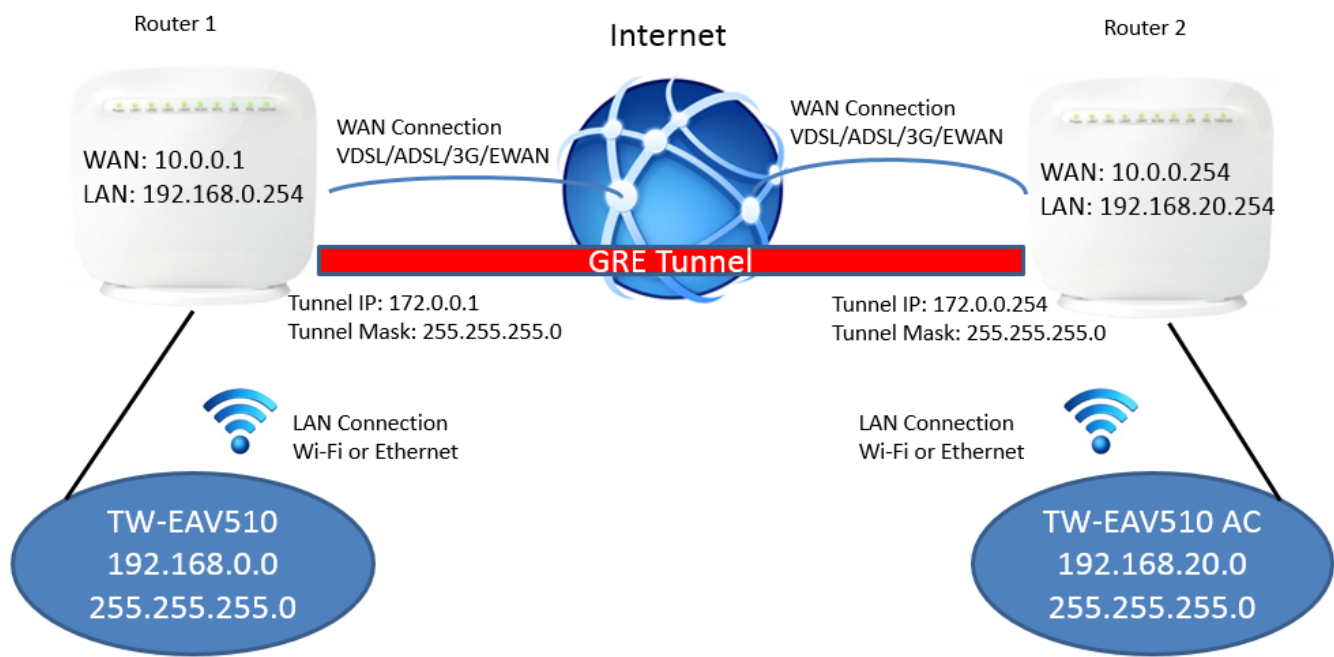 Router 1
Internet
Router 2
WAN Connection
VDSL/ADSL/3G/EWAN
WAN Connection
VDSL/ADSL/3G/EWAN
WAN: 10.0.0.1
LAN: 192.168.0.254
WAN: 10.0.0.254
LAN: 192.168.20.254
GRE Tunnel
Tunnel IP: 172.0.0.1
Tunnel Mask: 255.255.255.0
Tunnel IP: 172.0.0.254
Tunnel Mask: 255.255.255.0
LAN Connection
Wi-Fi or Ethernet
LAN Connection
Wi-Fi or Ethernet
TW-EAV510
192.168.0.0
255.255.255.0
TW-EAV510 AC
192.168.20.0
255.255.255.0